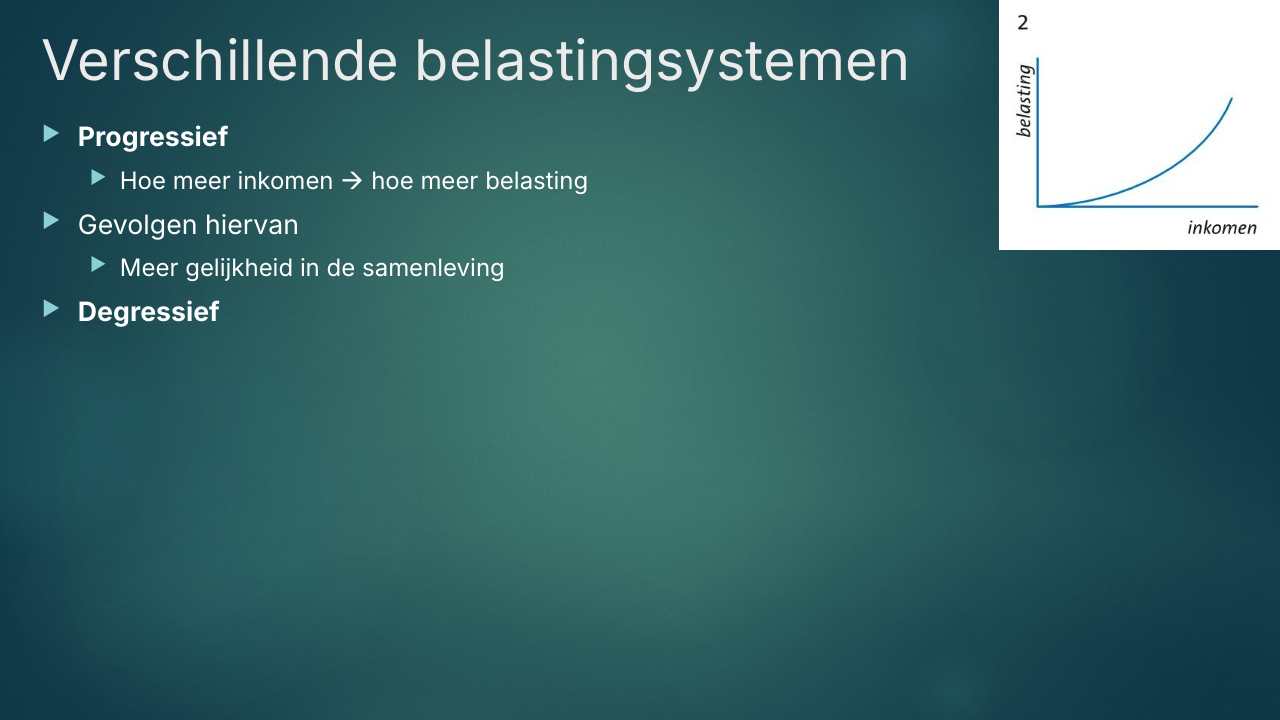 Verschillende belastingsystemen
Progressief
Hoe meer inkomen → hoe meer belasting
Gevolgen hiervan
Meer gelijkheid in de samenleving
Degressief
2
belasting
inkomen